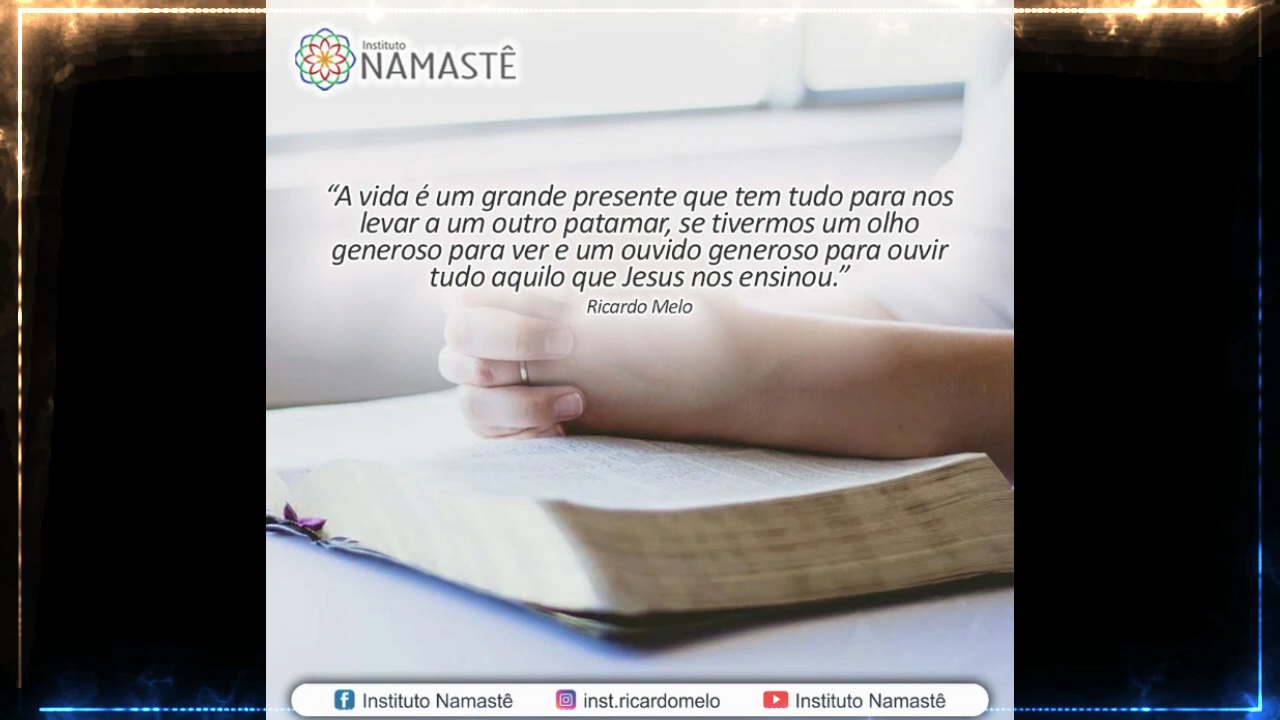 Instituto
NAMASTÊ
“A vida é um grande presente que tem tudo para nos
levar a um outro patamar, se tivermos um olho
generoso para ver e um ouvido generoso para ouvir
tudo aquilo que Jesus nos ensinou.”
Ricardo Melo
Instituto Namastê inst.ricardomelo Instituto Namastê